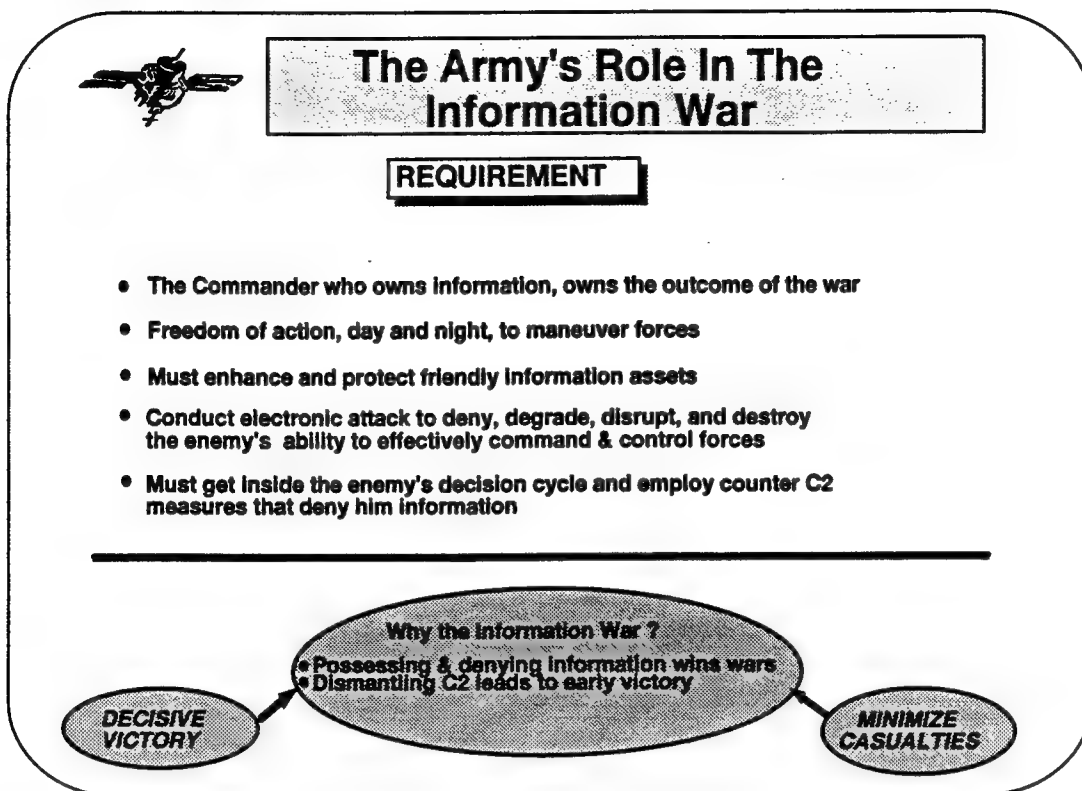 The Army's Role In The
Information War
REQUIREMENT
• The Commander who owns information, owns the outcome of the war
• Freedom of action, day and night, to maneuver forces
• Must enhance and protect friendly information assets
• Conduct electronic attack to deny, degrade, disrupt, and destroy
the enemy's ability to effectively command & control forces
• Must get inside the enemy's decision cycle and employ counter C2
measures that deny him information
Why the Information War ?
• Possessing & denying information wins wars
• Dismantling C2 leads to early victory
DECISIVE
VICTORY
MINIMIZE
CASUALTIES